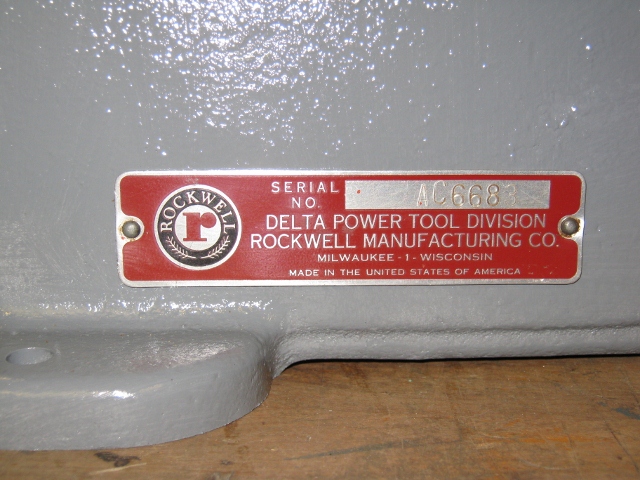 ROCKWELL
r
SERIAL
NO.
DELTA POWER TOOL DIVISION
ROCKWELL MANUFACTURING CO.
MILWAUKEE - 1 - WISCONSIN
MADE IN THE UNITED STATES OF AMERICA